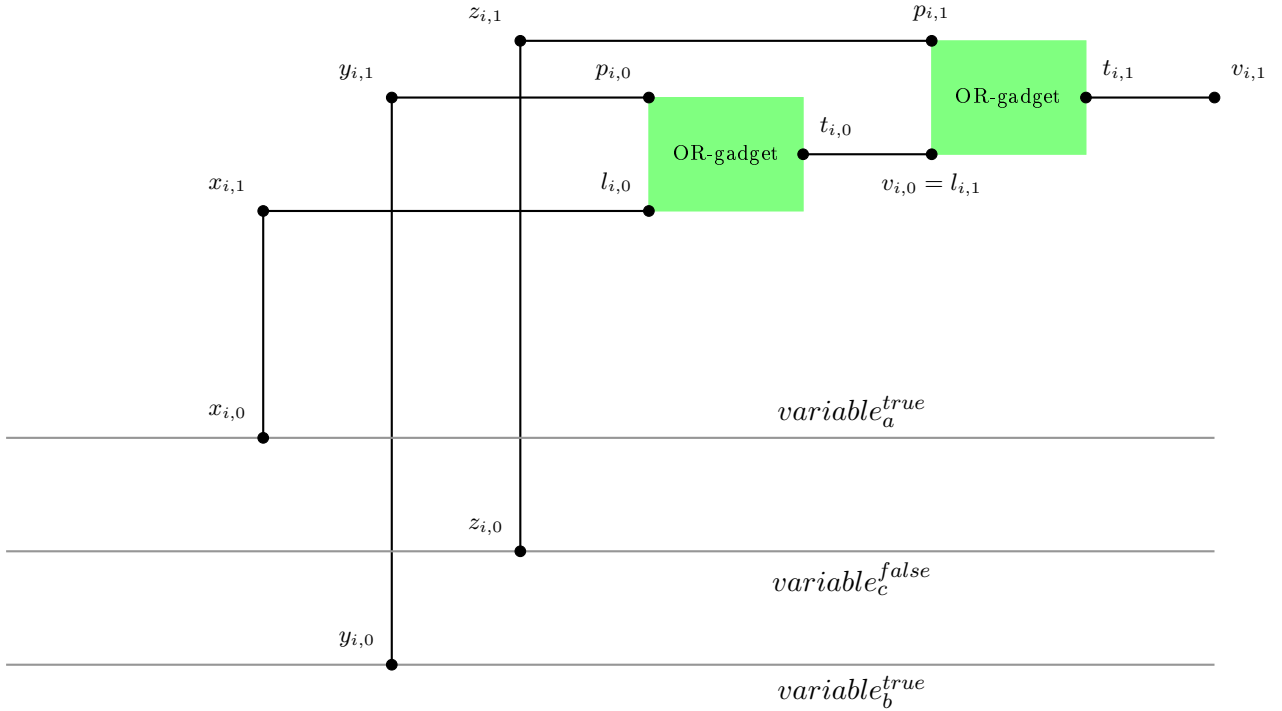 z_{i,1}
p_{i,1}
y_{i,1}
p_{i,0}
t_{i,1}
v_{i,1}
OR-gadget
t_{i,0}
OR-gadget
x_{i,1}
l_{i,0}
v_{i,0} = l_{i,1}
x_{i,0}
variable_a^{true}
z_{i,0}
variable_c^{false}
y_{i,0}
variable_b^{true}